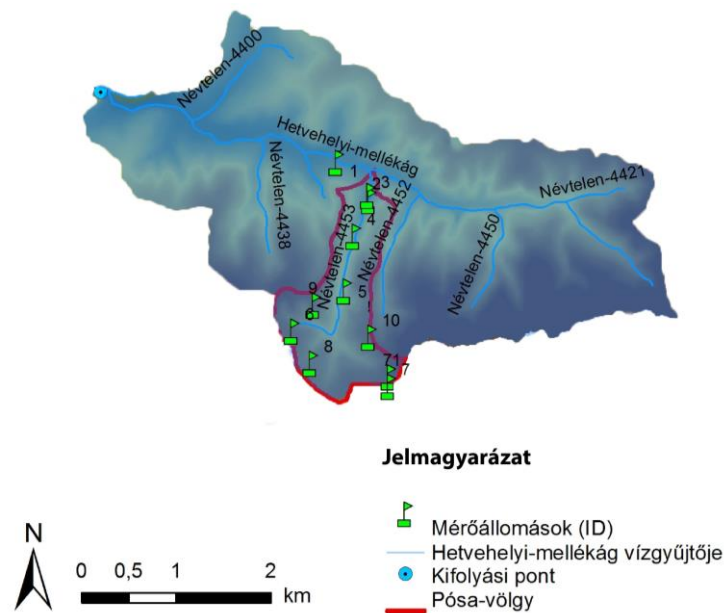 Névtelen-4400
Hetvehelyi-mellékág
1
23
4
Névtelen-4421
Névtelen-4438
Névtelen-4453
Névtelen-4452
Névtelen-4450
9
5
6
10
8
71
7
Jelmagyarázat
Mérőállomások (ID)
Hetvehelyi-mellékág vízgyűjtője
Kifolyási pont
Pósa-völgy
N
0 0,5 1 2
km